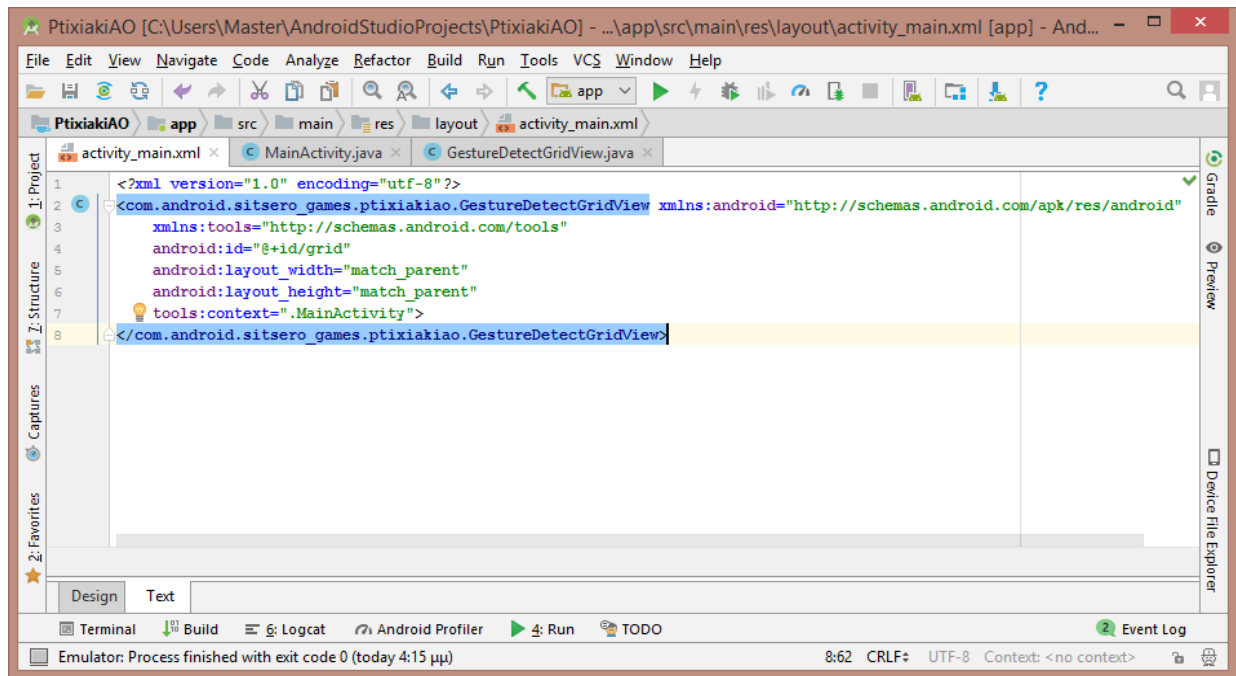 PtixiakiAO [C:\Users\Master\AndroidStudioProjects\PtixiakiAO] - ...\app\src\main\res\layout\activity_main.xml [app] - And...
File Edit View Navigate Code Analyze Refactor Build Run Tools VCS Window Help
app
PtixiakiAO app src main res layout activity_main.xml
activity_main.xml MainActivity.java GestureDetectGridView.java
1 <?xml version="1.0" encoding="utf-8"?>
2 <com.android.sitsero_games.ptixiakiao.GestureDetectGridView xmlns:android="http://schemas.android.com/apk/res/android"
3 xmlns:tools="http://schemas.android.com/tools"
4 android:id="@+id/grid"
5 android:layout_width="match_parent"
6 android:layout_height="match_parent"
7 tools:context=".MainActivity">
8 </com.android.sitsero_games.ptixiakiao.GestureDetectGridView>
1: Project
7: Structure
Captures
2: Favorites
Gradle
Preview
Device File Explorer
Design Text
Terminal Build 6: Logcat Android Profiler 4: Run TODO 2 Event Log
Emulator: Process finished with exit code 0 (today 4:15 μμ) 8:62 CRLF UTF-8 Context: <no context>